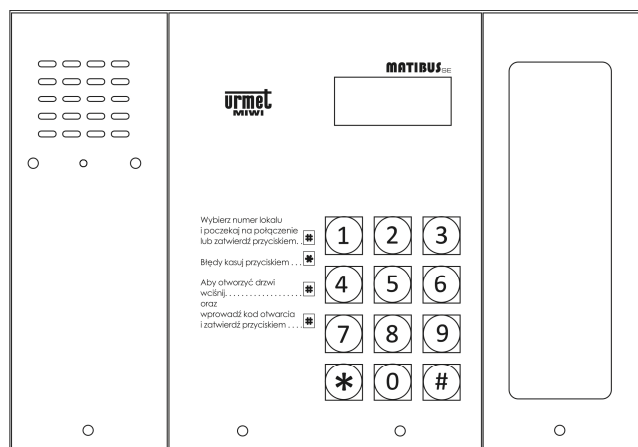 MATIBUS SE
urmet
MIWI
Wybierz numer lokalu
i poczekaj na połączenie
lub zatwierdź przyciskiem. . #
Błędy kasuj przyciskiem . . . *
Aby otworzyć drzwi
wciśnij. . . . . . . . . . . . . . . . . . #
oraz
wprowadź kod otwarcia
i zatwierdź przyciskiem . . . . #
1 2 3
4 5 6
7 8 9
* 0 #